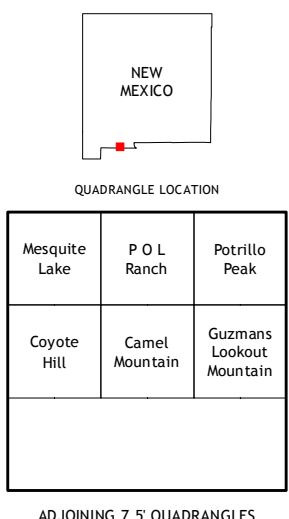 NEW
MEXICO
QUADRANGLE LOCATION
Mesquite
Lake
P O L
Ranch
Potrillo
Peak
Coyote
Hill
Camel
Mountain
Guzmans
Lookout
Mountain
ADJOINING 7.5' QUADRANGLES